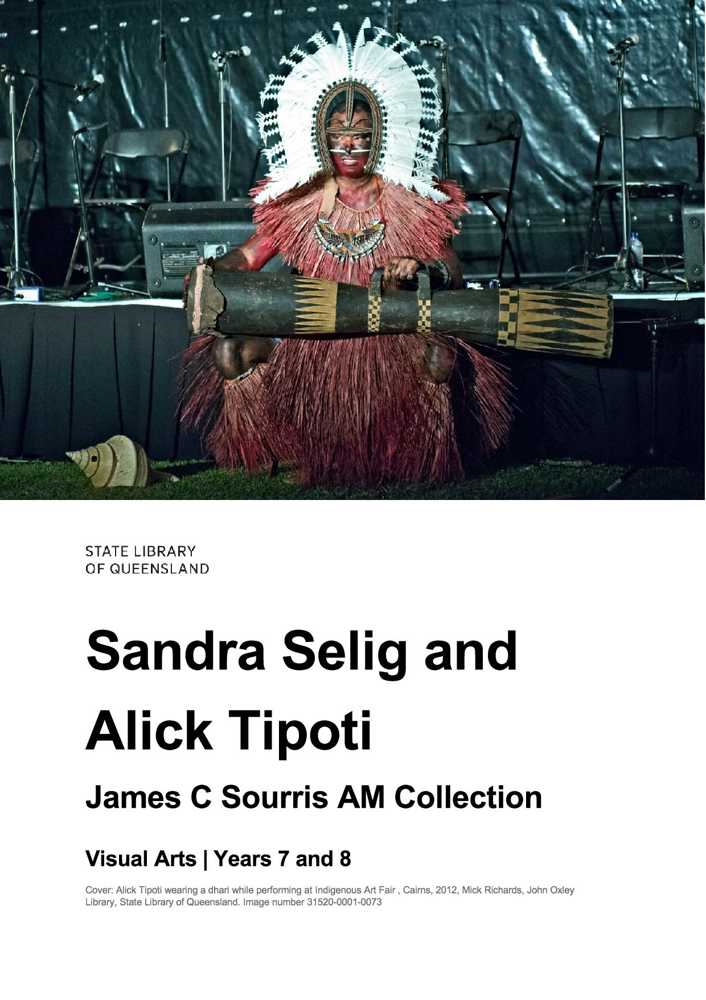 STATE LIBRARY
OF QUEENSLAND
Sandra Selig and
Alick Tipoti
James C Sourris AM Collection
Visual Arts | Years 7 and 8
Cover: Alick Tipoti wearing a dhari while performing at Indigenous Art Fair , Cairns, 2012, Mick Richards, John Oxley
Library, State Library of Queensland. Image number 31520-0001-0073